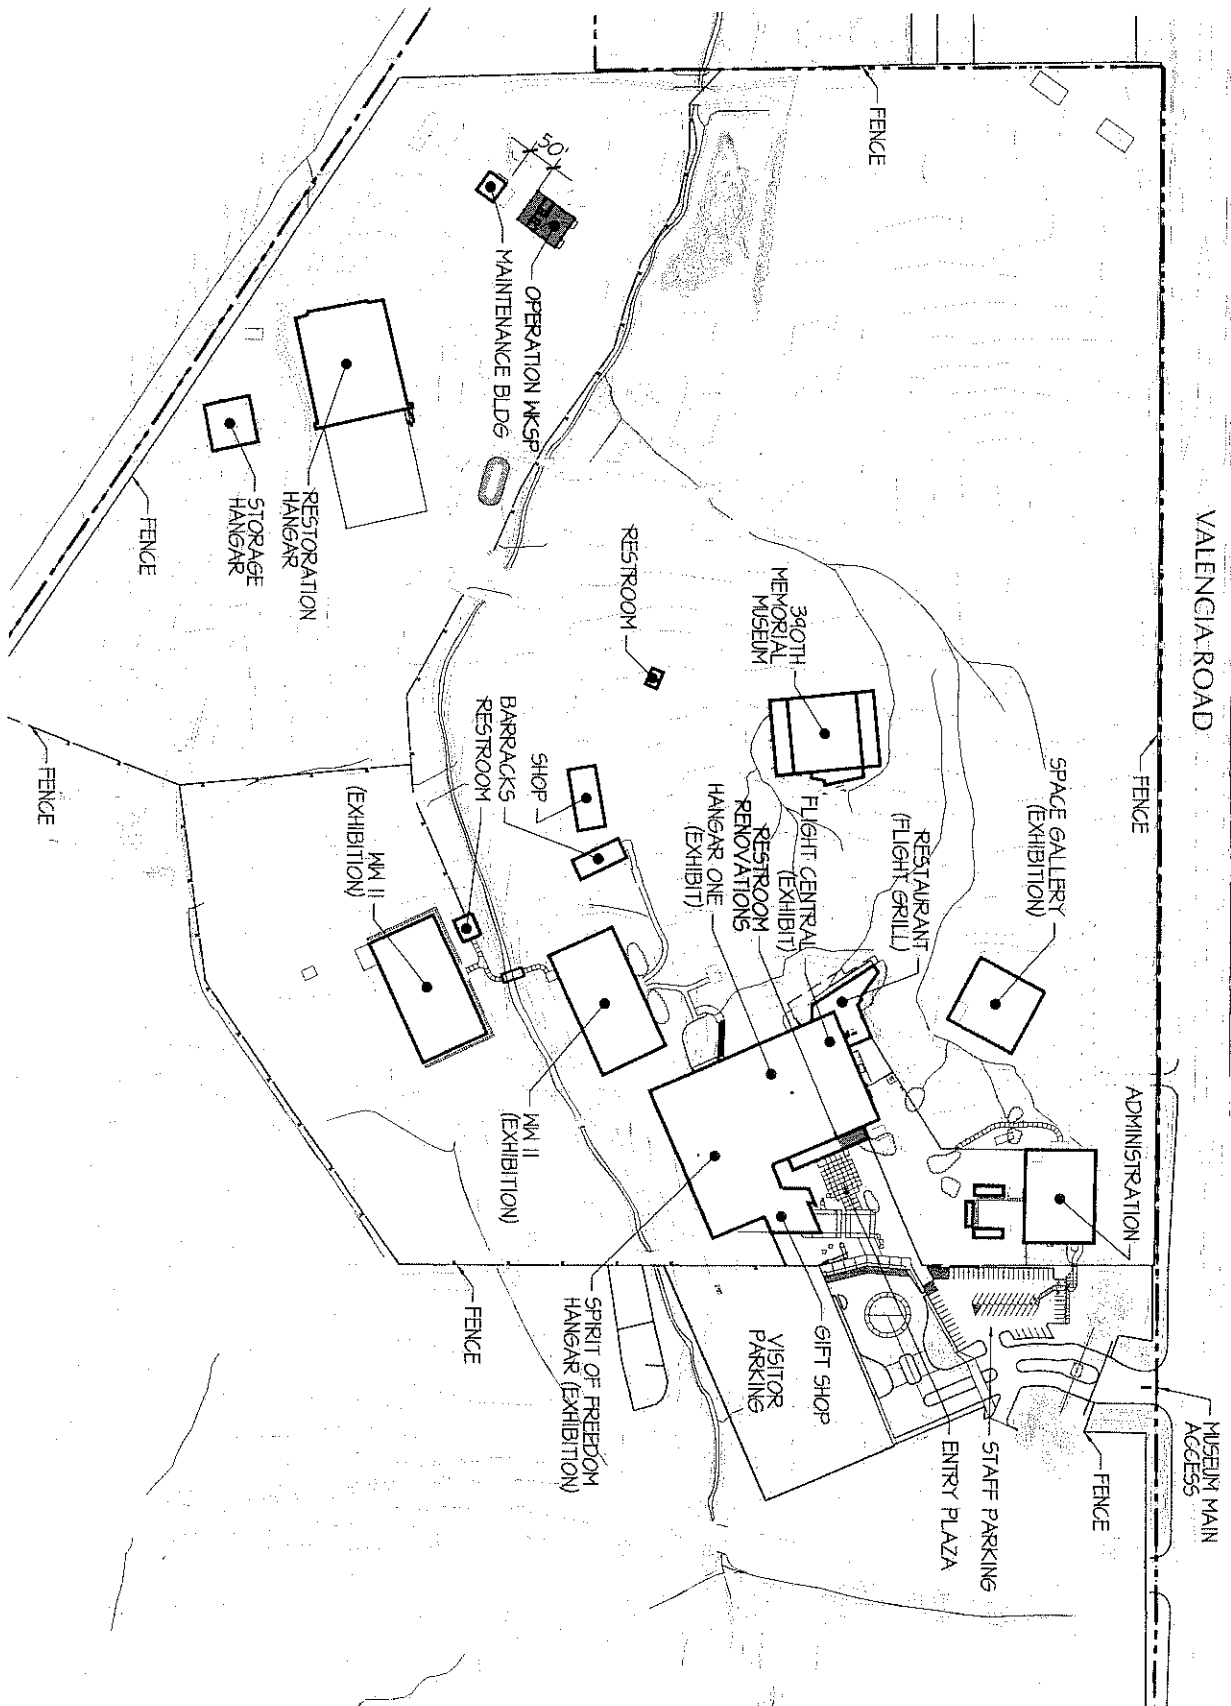 VALENCIA ROAD
FENCE
FENCE
MUSEUM MAIN
ACCESS
FENCE
ADMINISTRATION
SPACE GALLERY
(EXHIBITION)
STAFF PARKING
ENTRY PLAZA
RESTAURANT
(FLIGHT GRILL)
FLIGHT CENTRAL
(EXHIBIT)
RESTROOM
RENOVATIONS
HANGAR ONE
(EXHIBIT)
GIFT SHOP
VISITOR
PARKING
390TH
MEMORIAL
MUSEUM
RESTROOM
SPIRIT OF FREEDOM
HANGAR (EXHIBITION)
50'
OPERATION WKSP
MAINTENANCE BLDG
SHOP
BARRACKS
RESTROOM
WW II
(EXHIBITION)
FENCE
WW II
(EXHIBITION)
RESTORATION
HANGAR
STORAGE
HANGAR
FENCE
FENCE